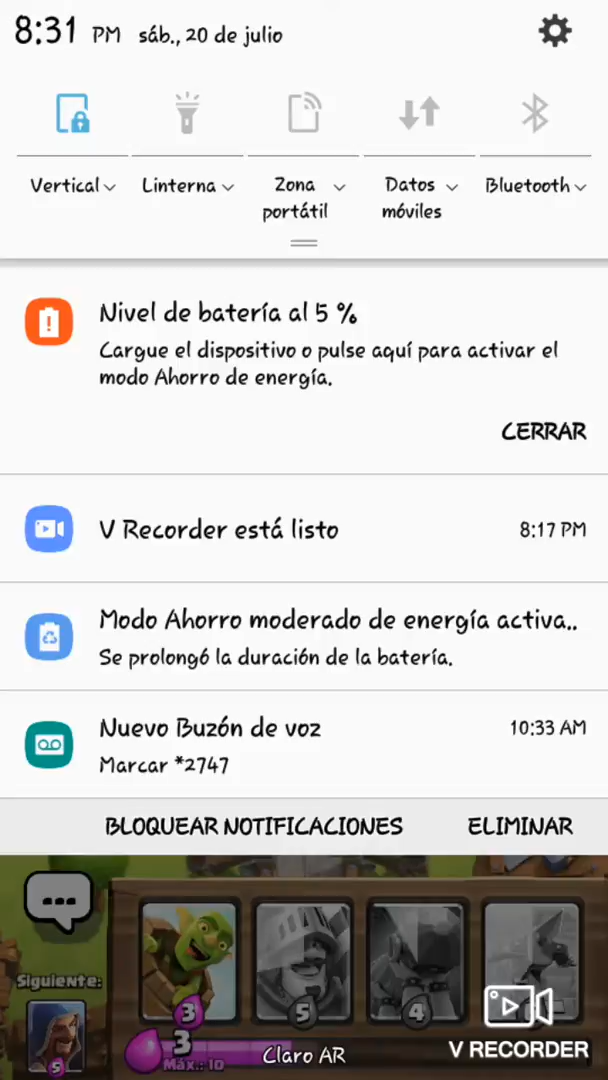 8:31 PM sáb., 20 de julio
Vertical
Linterna
Zona portátil
Datos móviles
Bluetooth
Nivel de batería al 5 %
Cargue el dispositivo o pulse aquí para activar el
modo Ahorro de energía.
CERRAR
V Recorder está listo 8:17 PM
Modo Ahorro moderado de energía activa..
Se prolongó la duración de la batería.
Nuevo Buzón de voz 10:33 AM
Marcar *2747
BLOQUEAR NOTIFICACIONES ELIMINAR
Siguiente:
3 5 4
5
3
Máx.: 10
Claro AR
V RECORDER